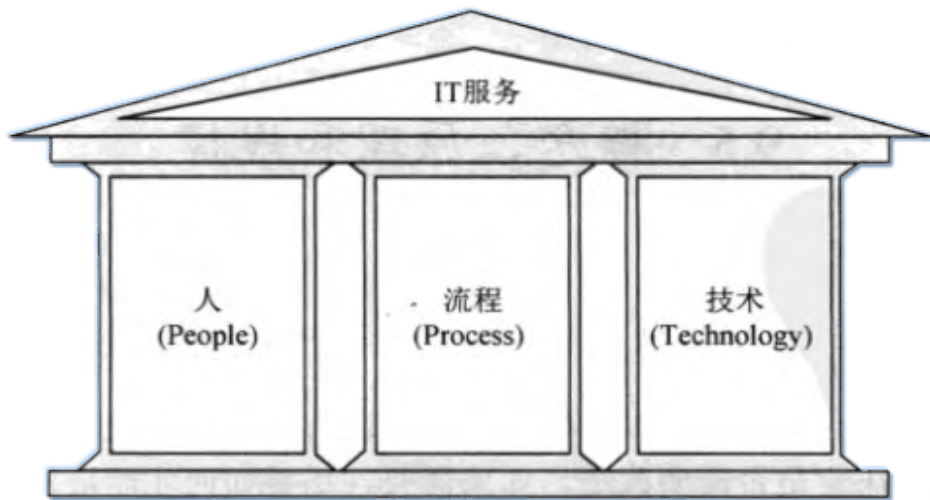 IT服务
人
(People)
流程
(Process)
技术
(Technology)